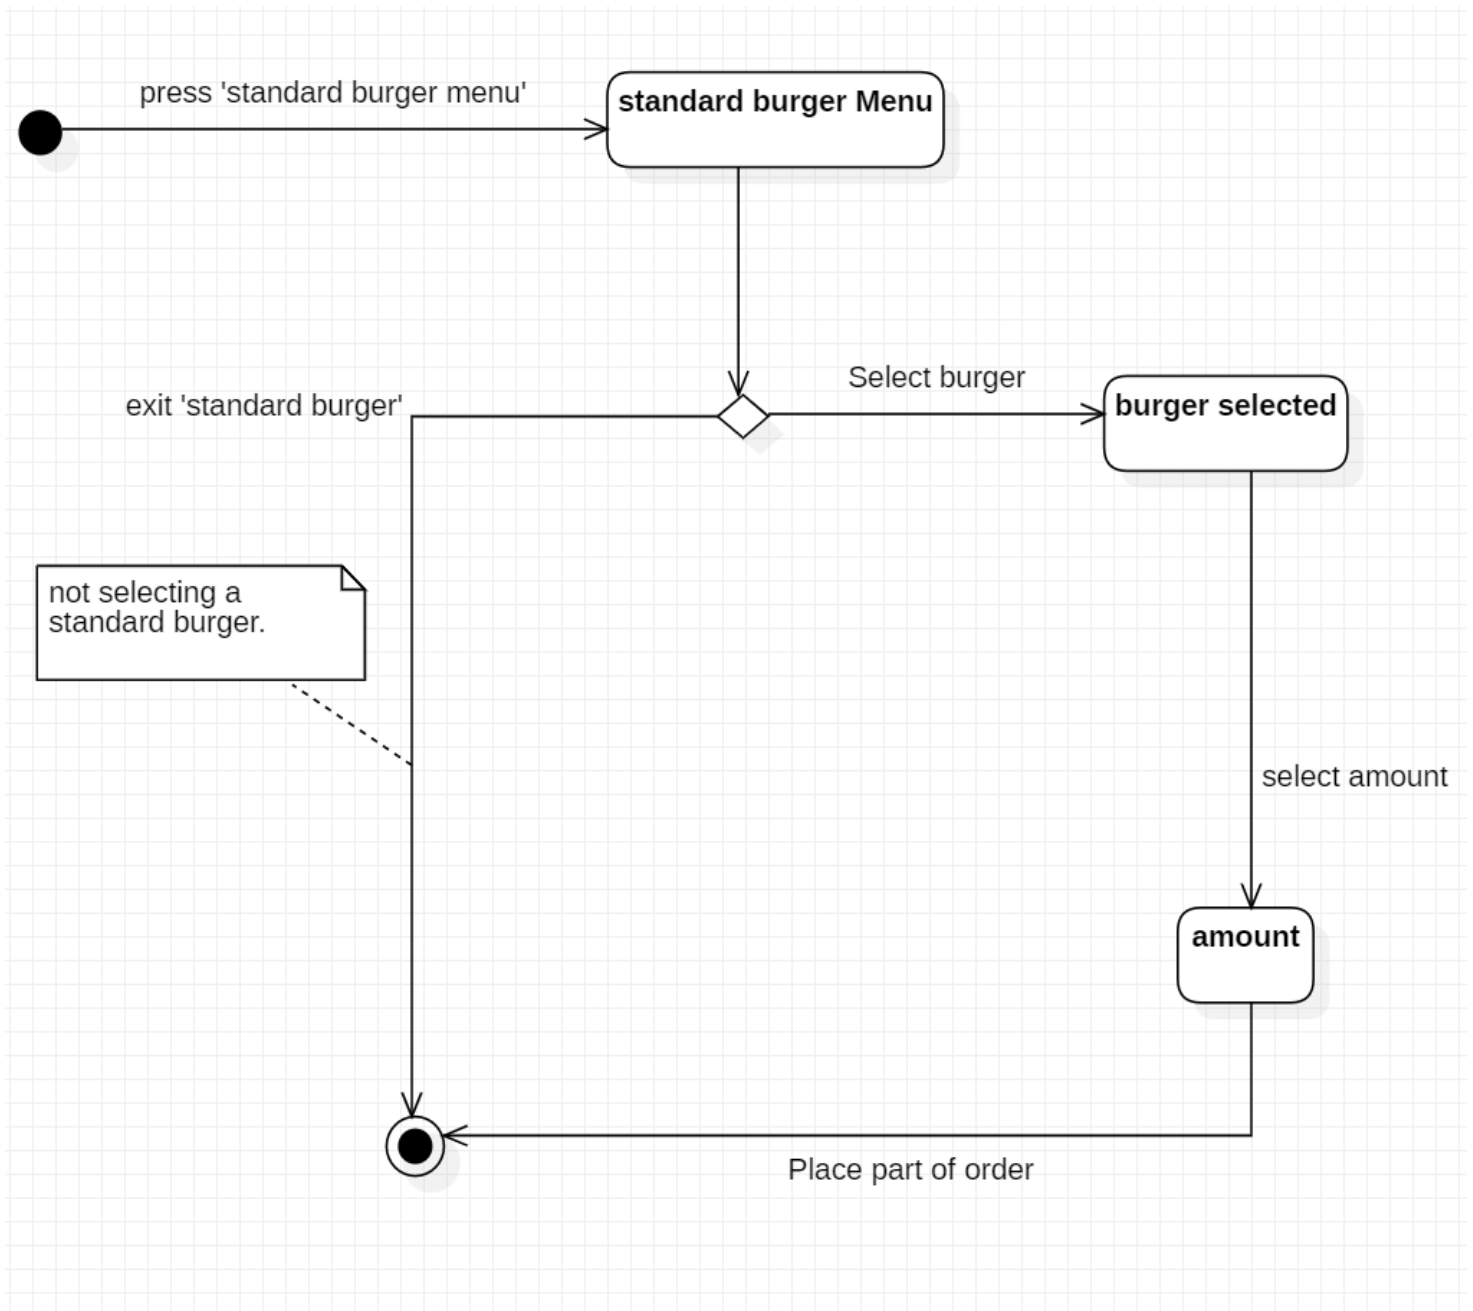 press 'standard burger menu'
standard burger Menu
Select burger
exit 'standard burger'
burger selected
not selecting a
standard burger.
select amount
amount
Place part of order